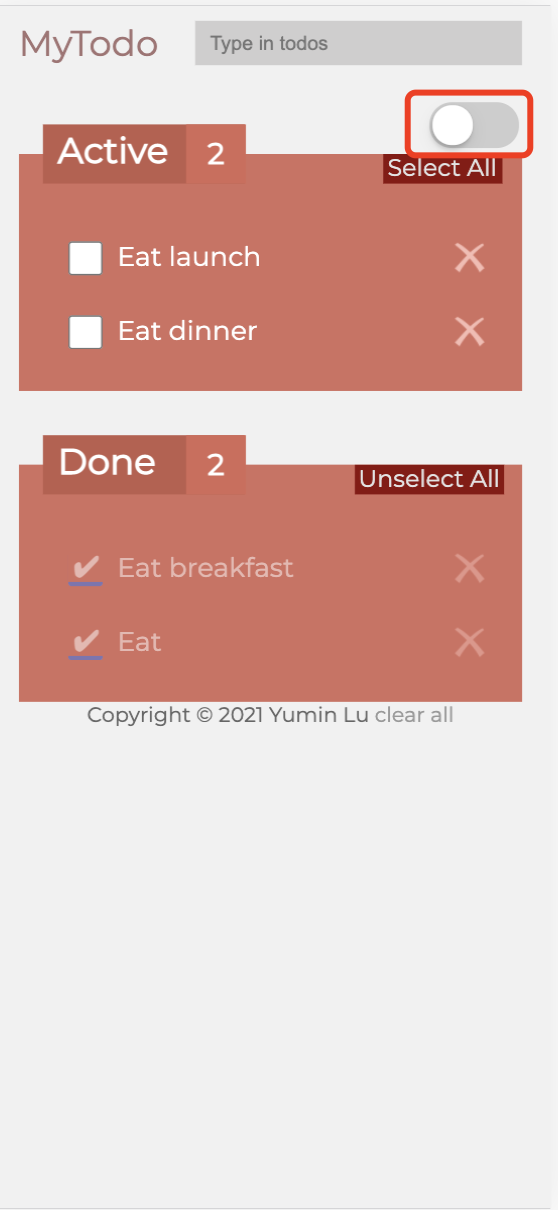 MyTodo
Type in todos
Active 2
Select All
Eat launch
Eat dinner
Done 2
Unselect All
Eat breakfast
Eat
Copyright © 2021 Yumin Lu clear all